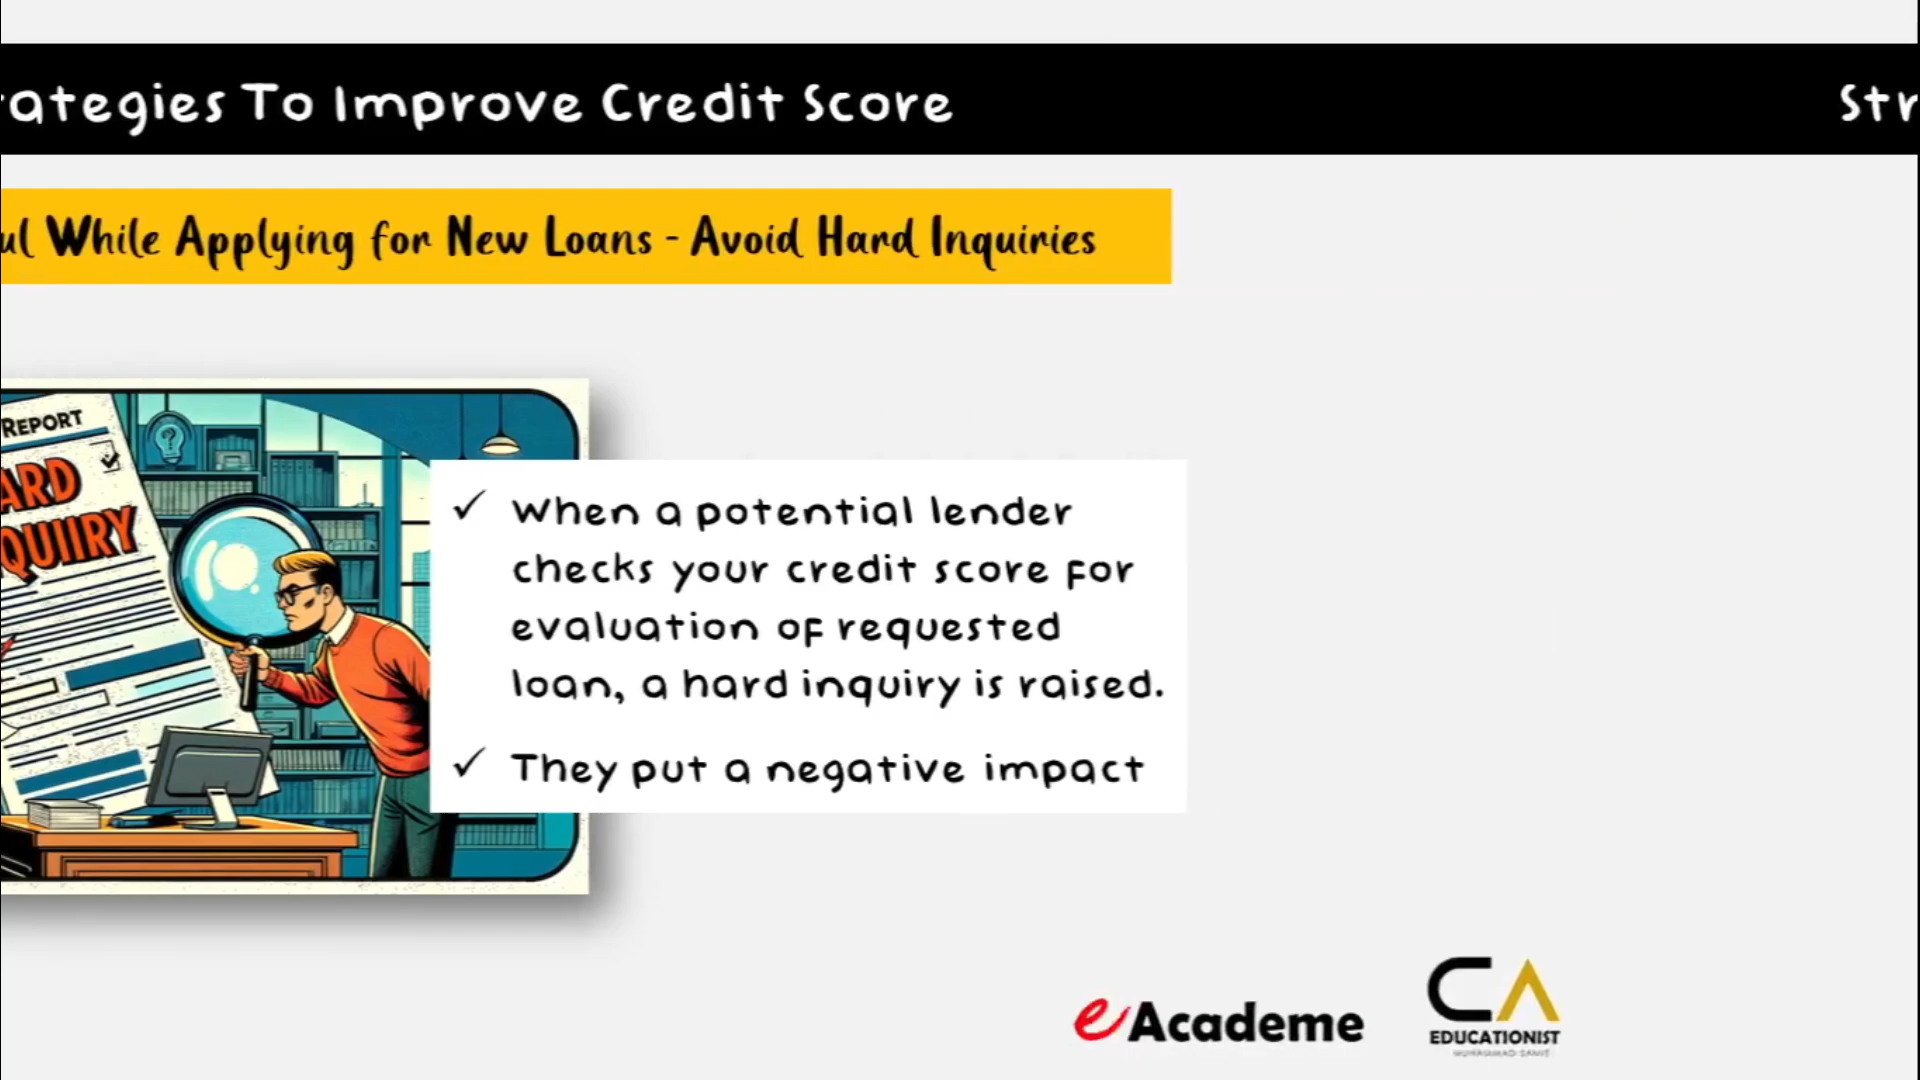 rategies To Improve Credit Score
Str
ul While Applying for New Loans - Avoid Hard Inquiries
REPORT
ARD
QUIIRY
✓ When a potential lender
checks your credit score for
evaluation of requested
loan, a hard inquiry is raised.
✓ They put a negative impact
eAcademe
CA
EDUCATIONIST